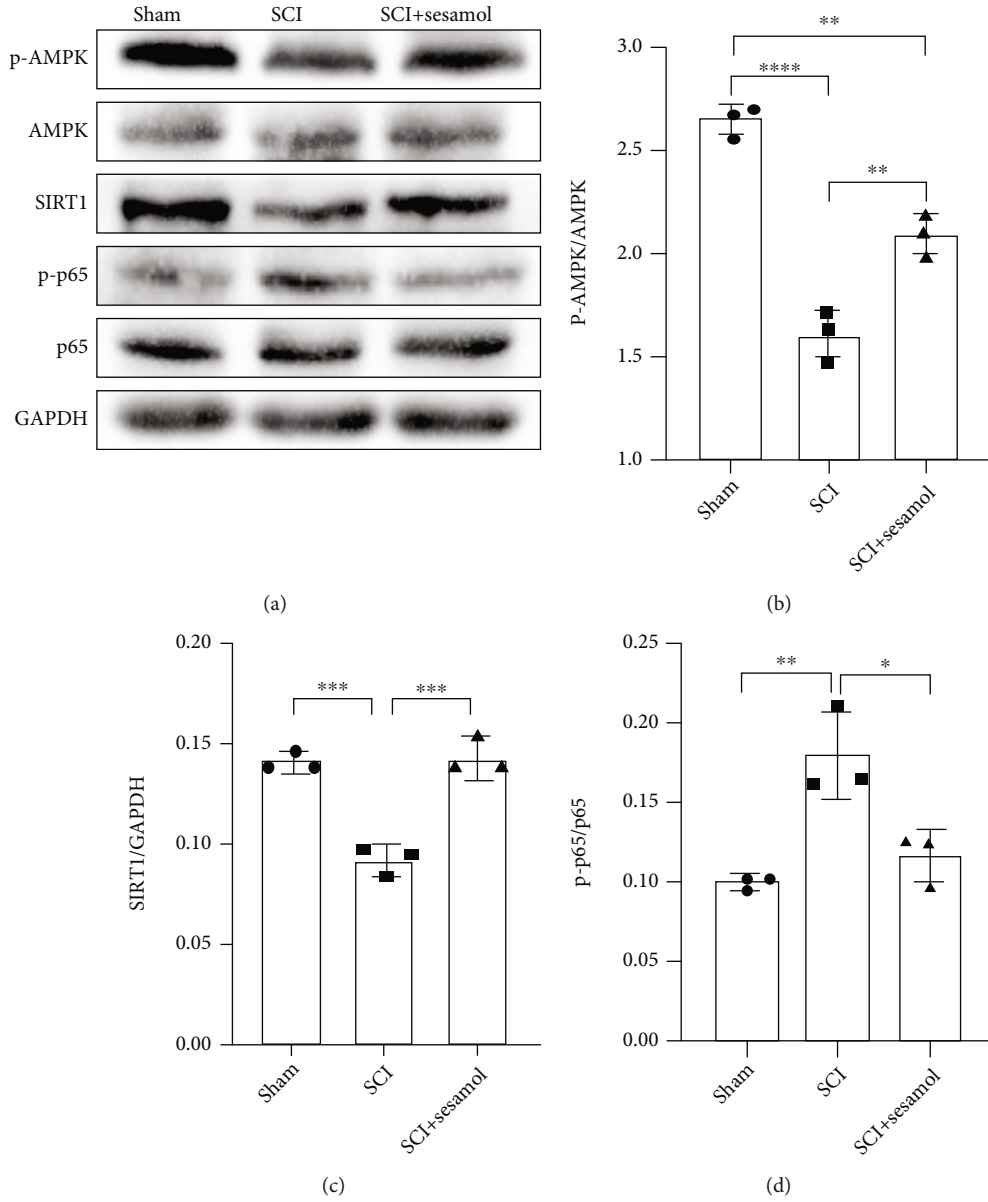 Sham SCI SCI+sesamol
p-AMPK
AMPK
SIRT1
p-p65
p65
GAPDH
(a)
P-AMPK/AMPK
3.0
2.5
2.0
1.5
1.0
**
****
**
Sham
SCI
SCI+sesamol
(b)
SIRT1/GAPDH
0.20
0.15
0.10
0.05
0.00
***
***
Sham
SCI
SCI+sesamol
(c)
p-p65/p65
0.25
0.20
0.15
0.10
0.05
0.00
**
*
Sham
SCI
SCI+sesamol
(d)